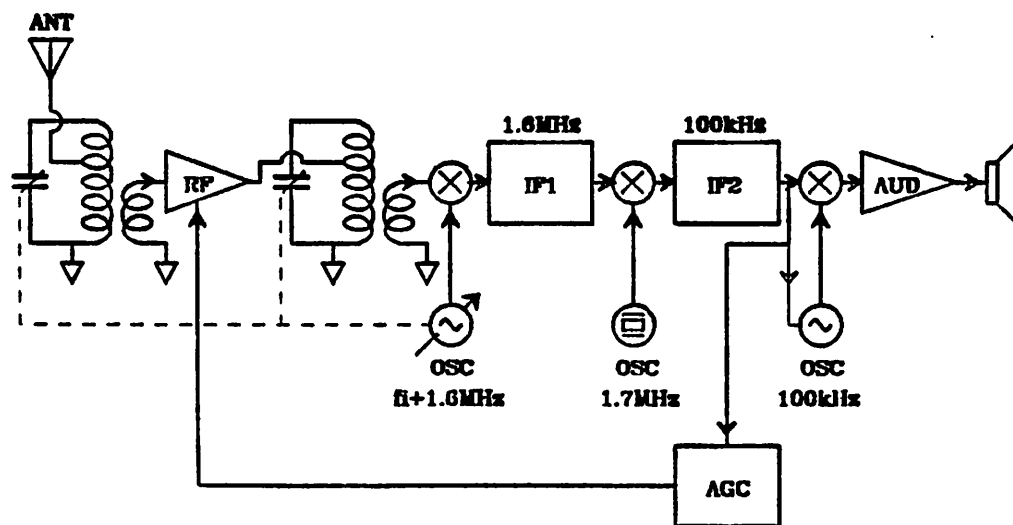 ANT
1.6MHz
100kHz
RF
IF1
IF2
AUD
OSC
fi+1.6MHz
OSC
1.7MHz
OSC
100kHz
AGC